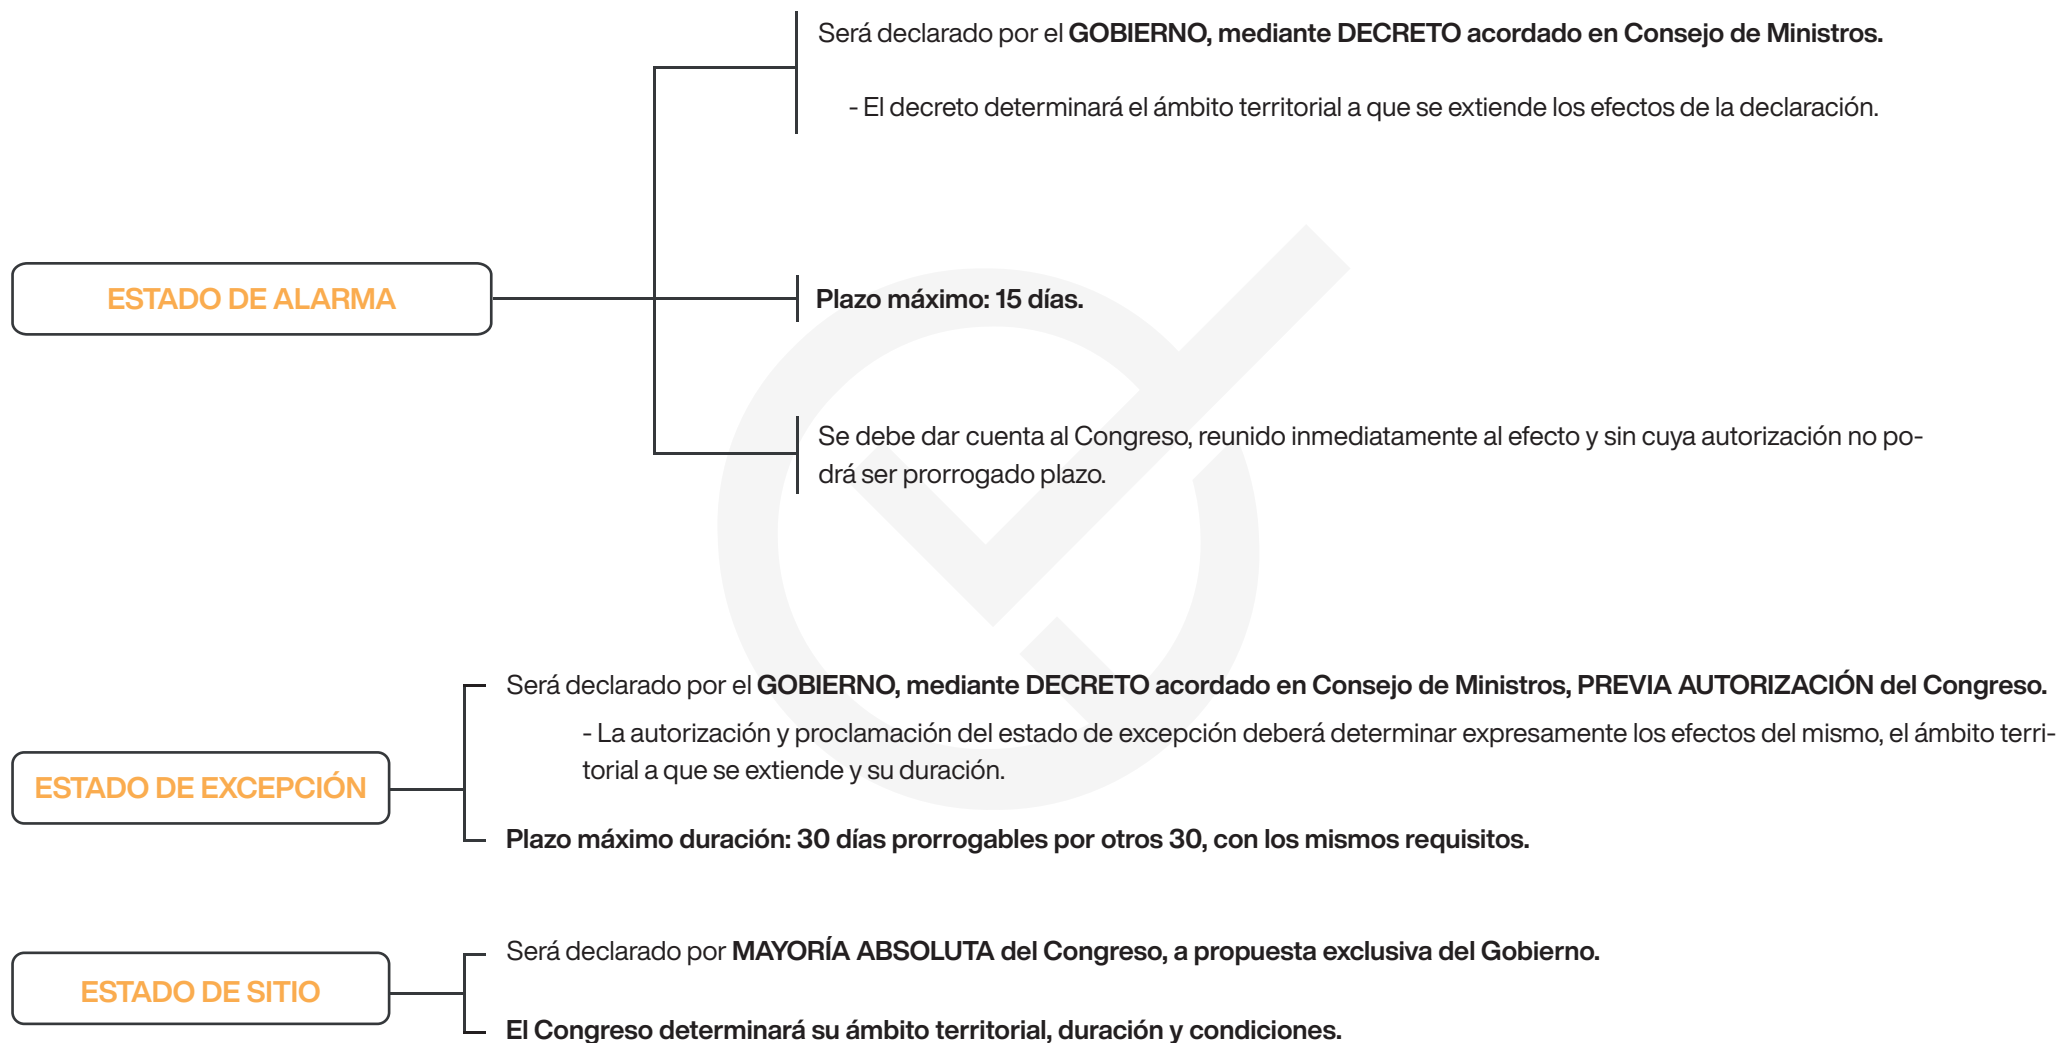 Será declarado por el GOBIERNO, mediante DECRETO acordado en Consejo de Ministros.
- El decreto determinará el ámbito territorial a que se extiende los efectos de la declaración.
ESTADO DE ALARMA
Plazo máximo: 15 días.
Se debe dar cuenta al Congreso, reunido inmediatamente al efecto y sin cuya autorización no po-
drá ser prorrogado plazo.
Será declarado por el GOBIERNO, mediante DECRETO acordado en Consejo de Ministros, PREVIA AUTORIZACIÓN del Congreso.
- La autorización y proclamación del estado de excepción deberá determinar expresamente los efectos del mismo, el ámbito terri-
torial a que se extiende y su duración.
ESTADO DE EXCEPCIÓN
Plazo máximo duración: 30 días prorrogables por otros 30, con los mismos requisitos.
Será declarado por MAYORÍA ABSOLUTA del Congreso, a propuesta exclusiva del Gobierno.
ESTADO DE SITIO
El Congreso determinará su ámbito territorial, duración y condiciones.